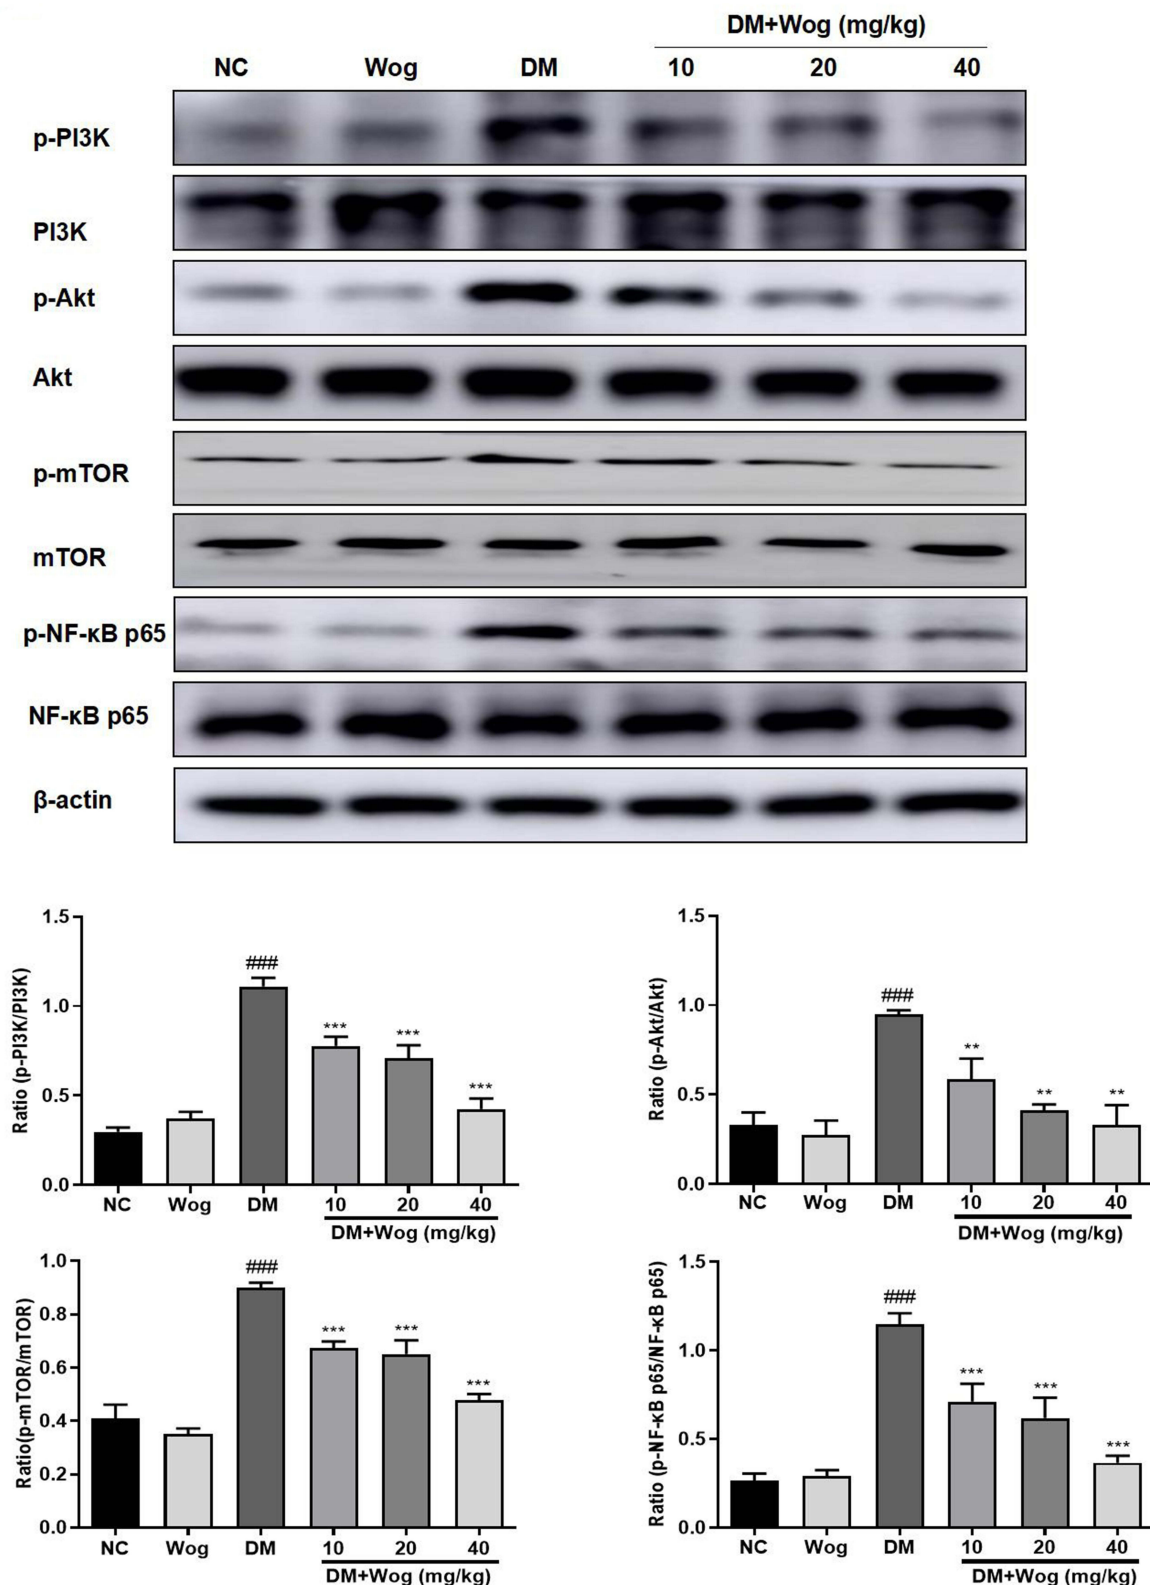 DM+Wog (mg/kg)
NC Wog DM 10 20 40
p-PI3K
PI3K
p-Akt
Akt
p-mTOR
mTOR
p-NF-κB p65
NF-κB p65
β-actin
Ratio (p-PI3K/PI3K)
1.5
1.0
0.5
0.0
###
***
***
***
NC Wog DM 10 20 40
DM+Wog (mg/kg)
Ratio (p-Akt/Akt)
1.5
1.0
0.5
0.0
###
**
**
**
NC Wog DM 10 20 40
DM+Wog (mg/kg)
Ratio(p-mTOR/mTOR)
1.0
0.8
0.6
0.4
0.2
0.0
###
***
***
***
NC Wog DM 10 20 40
DM+Wog (mg/kg)
Ratio (p-NF-κB p65/NF-κB p65)
1.5
1.0
0.5
0.0
###
***
***
***
NC Wog DM 10 20 40
DM+Wog (mg/kg)